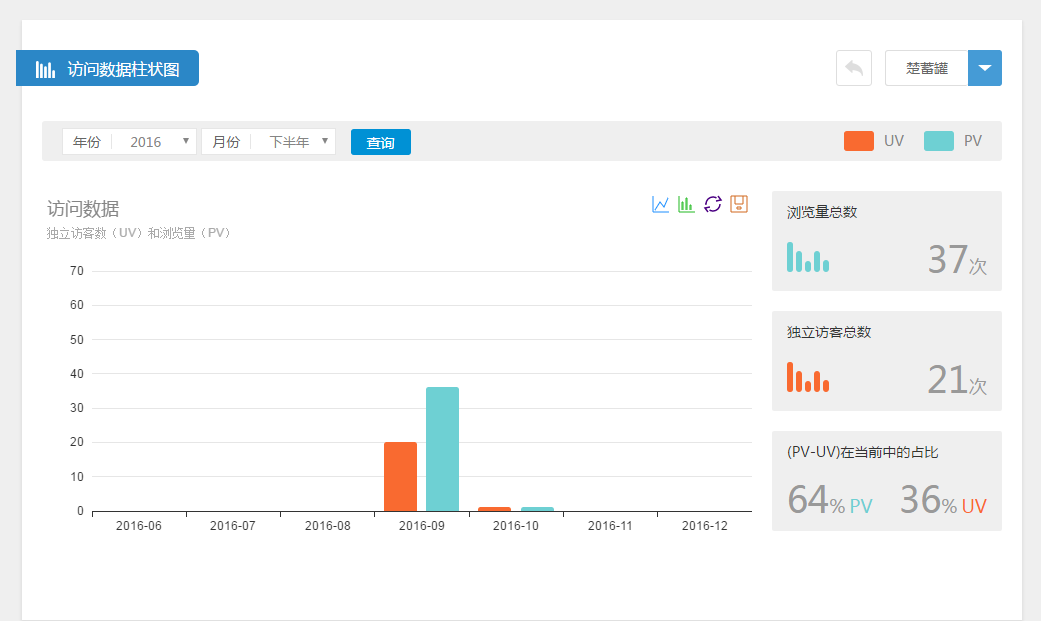 访问数据柱状图
楚蓄罐
年份 2016 月份 下半年 查询
UV PV
访问数据
独立访客数（UV）和浏览量（PV）
70
60
50
40
30
20
10
0
2016-06 2016-07 2016-08 2016-09 2016-10 2016-11 2016-12
浏览量总数
37次
独立访客总数
21次
(PV-UV)在当前中的占比
64% PV 36% UV